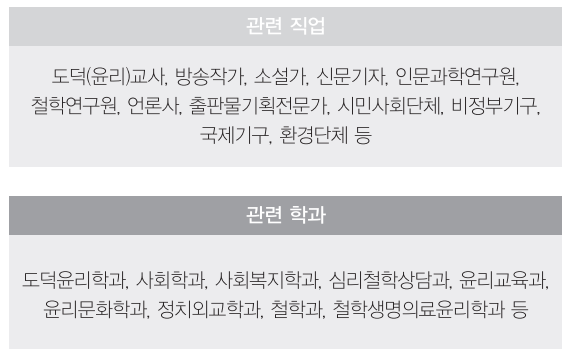 관련 직업
도덕(윤리)교사, 방송작가, 소설가, 신문기자, 인문과학연구원,
철학연구원, 언론사, 출판물기획전문가, 시민사회단체, 비정부기구,
국제기구, 환경단체 등
관련 학과
도덕윤리학과, 사회학과, 사회복지학과, 심리철학상담과, 윤리교육과,
윤리문화학과, 정치외교학과, 철학과, 철학생명의료윤리학과 등